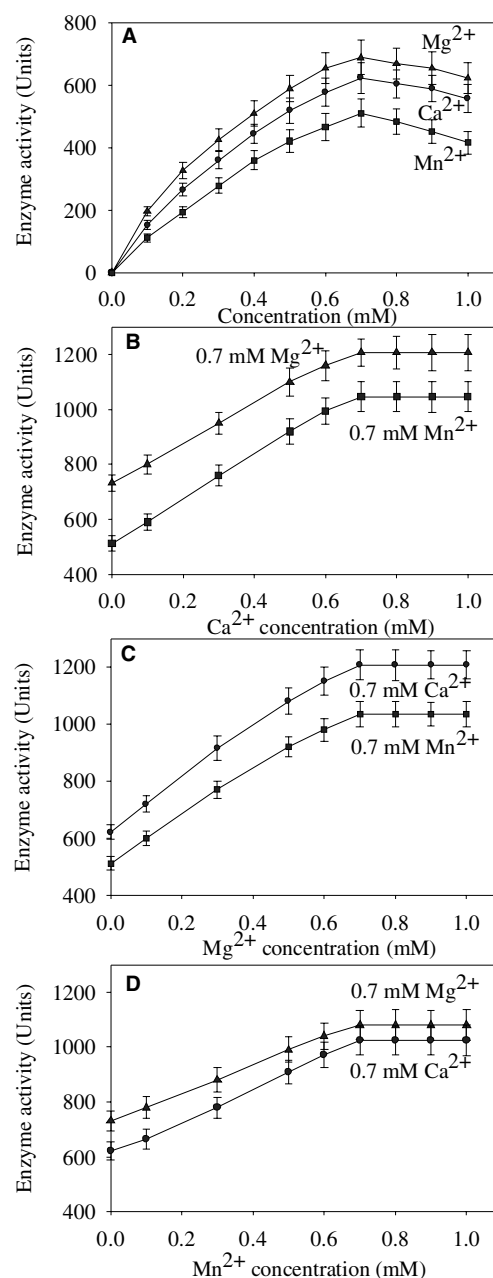 A
800
600
400
200
0
Enzyme activity (Units)
Mg2+
Ca2+
Mn2+
0.0 0.2 0.4 0.6 0.8 1.0
Concentration (mM)
B
1200
1000
800
600
400
Enzyme activity (Units)
0.7 mM Mg2+
0.7 mM Mn2+
0.0 0.2 0.4 0.6 0.8 1.0
Ca2+ concentration (mM)
C
1200
1000
800
600
400
Enzyme activity (Units)
0.7 mM Ca2+
0.7 mM Mn2+
0.0 0.2 0.4 0.6 0.8 1.0
Mg2+ concentration (mM)
D
1200
1000
800
600
400
Enzyme activity (Units)
0.7 mM Mg2+
0.7 mM Ca2+
0.0 0.2 0.4 0.6 0.8 1.0
Mn2+ concentration (mM)